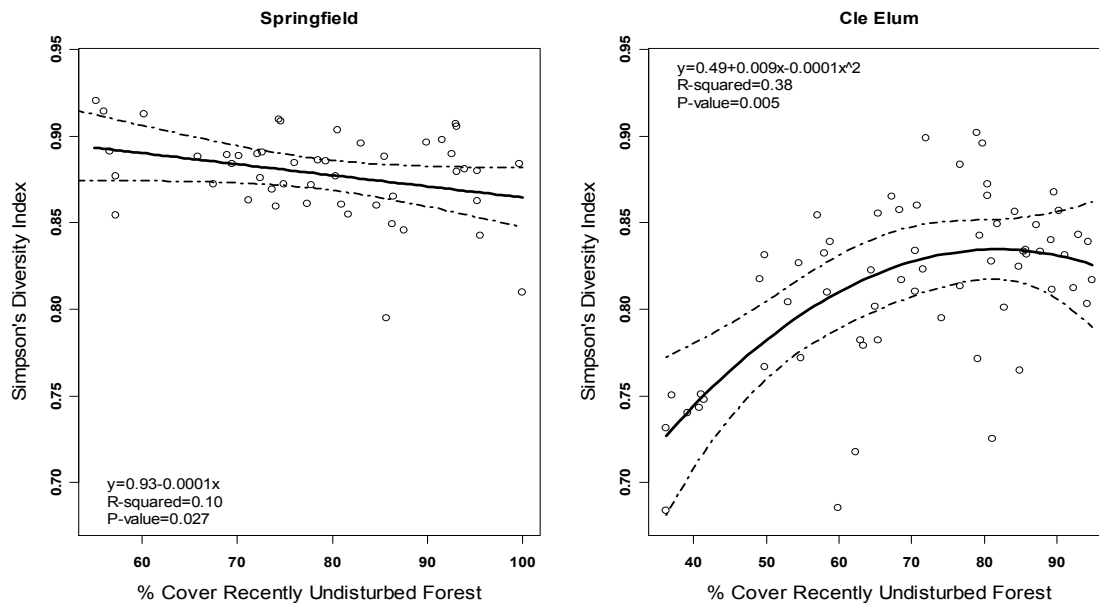 Springfield
0.95
0.90
0.85
0.80
0.75
0.70
Simpson's Diversity Index
y=0.93-0.0001x
R-squared=0.10
P-value=0.027
60 70 80 90 100
% Cover Recently Undisturbed Forest
Cle Elum
0.95
0.90
0.85
0.80
0.75
0.70
Simpson's Diversity Index
y=0.49+0.009x-0.0001x^2
R-squared=0.38
P-value=0.005
40 50 60 70 80 90
% Cover Recently Undisturbed Forest